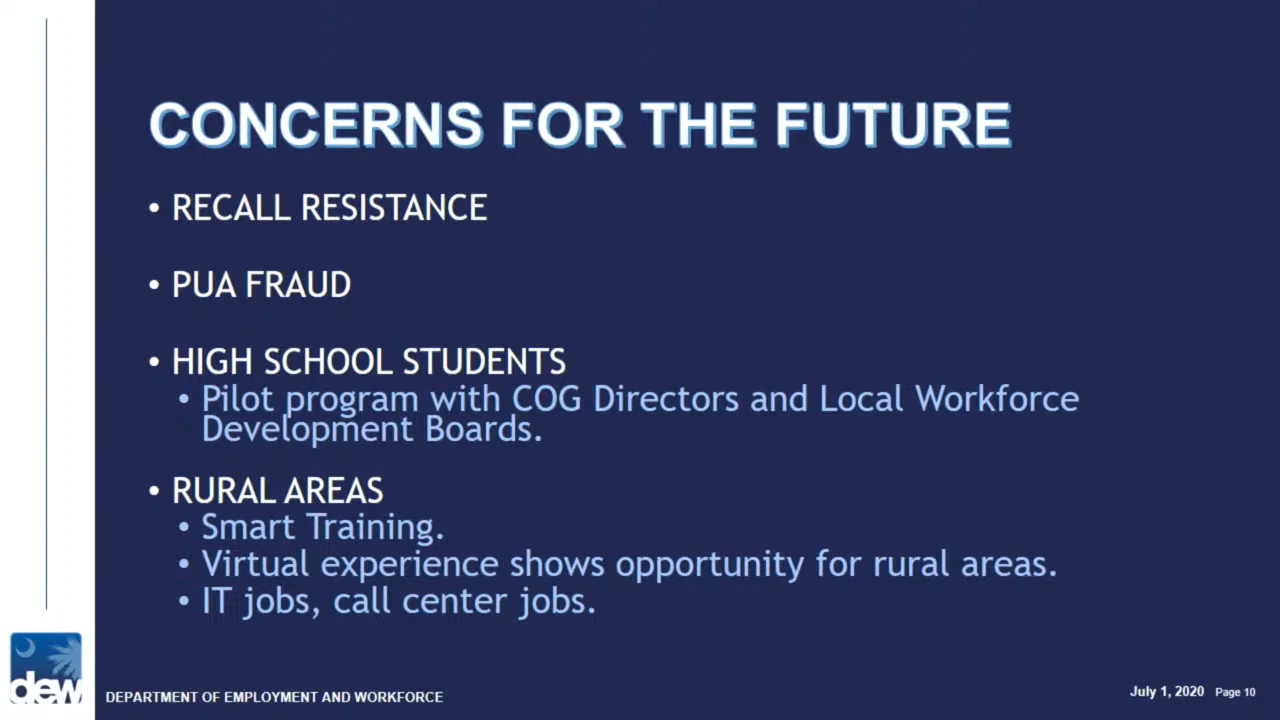 CONCERNS FOR THE FUTURE
• RECALL RESISTANCE
• PUA FRAUD
• HIGH SCHOOL STUDENTS
• Pilot program with COG Directors and Local Workforce
Development Boards.
• RURAL AREAS
• Smart Training.
• Virtual experience shows opportunity for rural areas.
• IT jobs, call center jobs.
dew
DEPARTMENT OF EMPLOYMENT AND WORKFORCE
July 1, 2020 Page 10